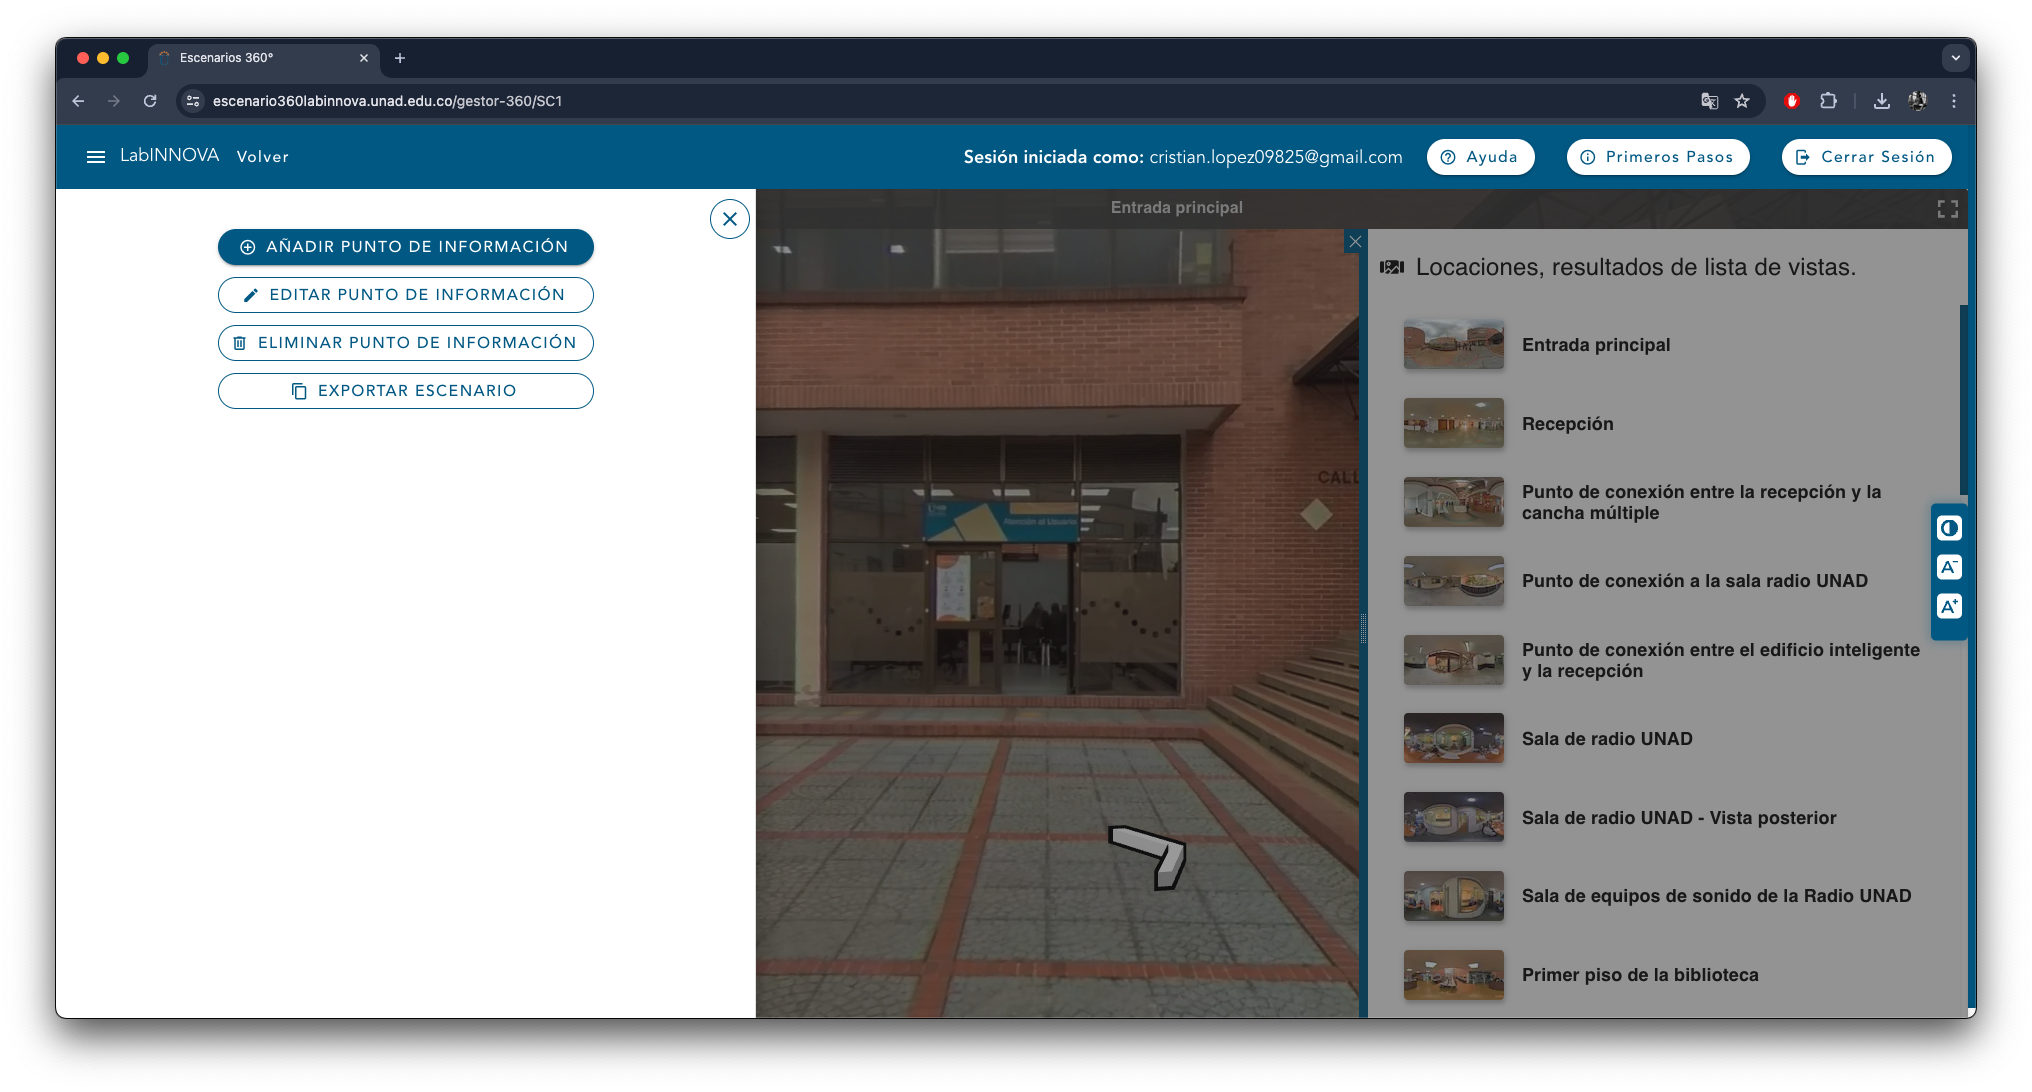 Escenarios 360°
escenario360labinnova.unad.edu.co/gestor-360/SC1
LabINNOVA Volver
Sesión iniciada como: cristian.lopez09825@gmail.com
Ayuda
Primeros Pasos
Cerrar Sesión
AÑADIR PUNTO DE INFORMACIÓN
EDITAR PUNTO DE INFORMACIÓN
ELIMINAR PUNTO DE INFORMACIÓN
EXPORTAR ESCENARIO
Entrada principal
CALL
Atención al Usuario
Locaciones, resultados de lista de vistas.
Entrada principal
Recepción
Punto de conexión entre la recepción y la
cancha múltiple
Punto de conexión a la sala radio UNAD
Punto de conexión entre el edificio inteligente
y la recepción
Sala de radio UNAD
Sala de radio UNAD - Vista posterior
Sala de equipos de sonido de la Radio UNAD
Primer piso de la biblioteca
A-
A+